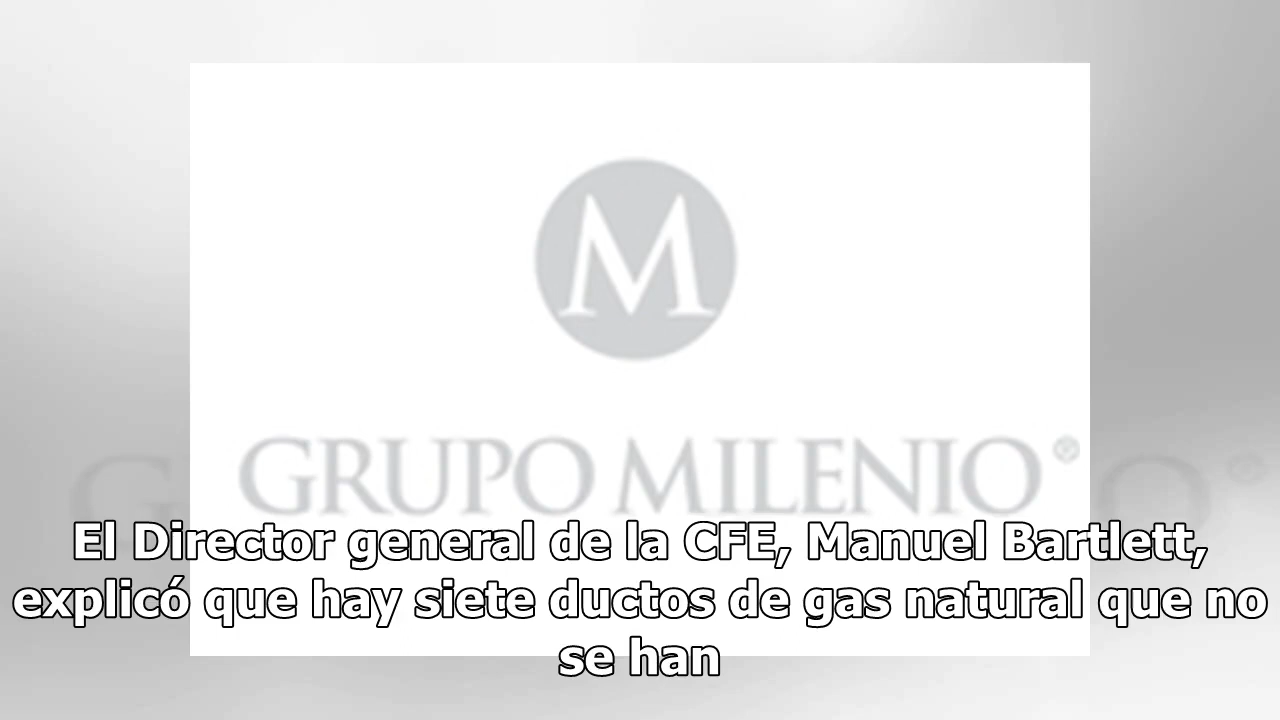 M
GRUPO MILENIO®
El Director general de la CFE, Manuel Bartlett,
explicó que hay siete ductos de gas natural que no
se han